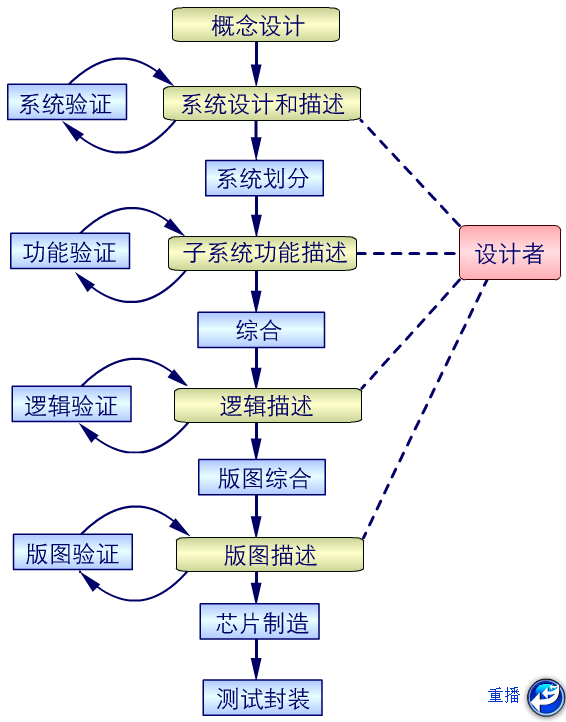 概念设计
系统验证
系统设计和描述
系统划分
功能验证
子系统功能描述
设计者
综合
逻辑验证
逻辑描述
版图综合
版图验证
版图描述
芯片制造
测试封装
重播